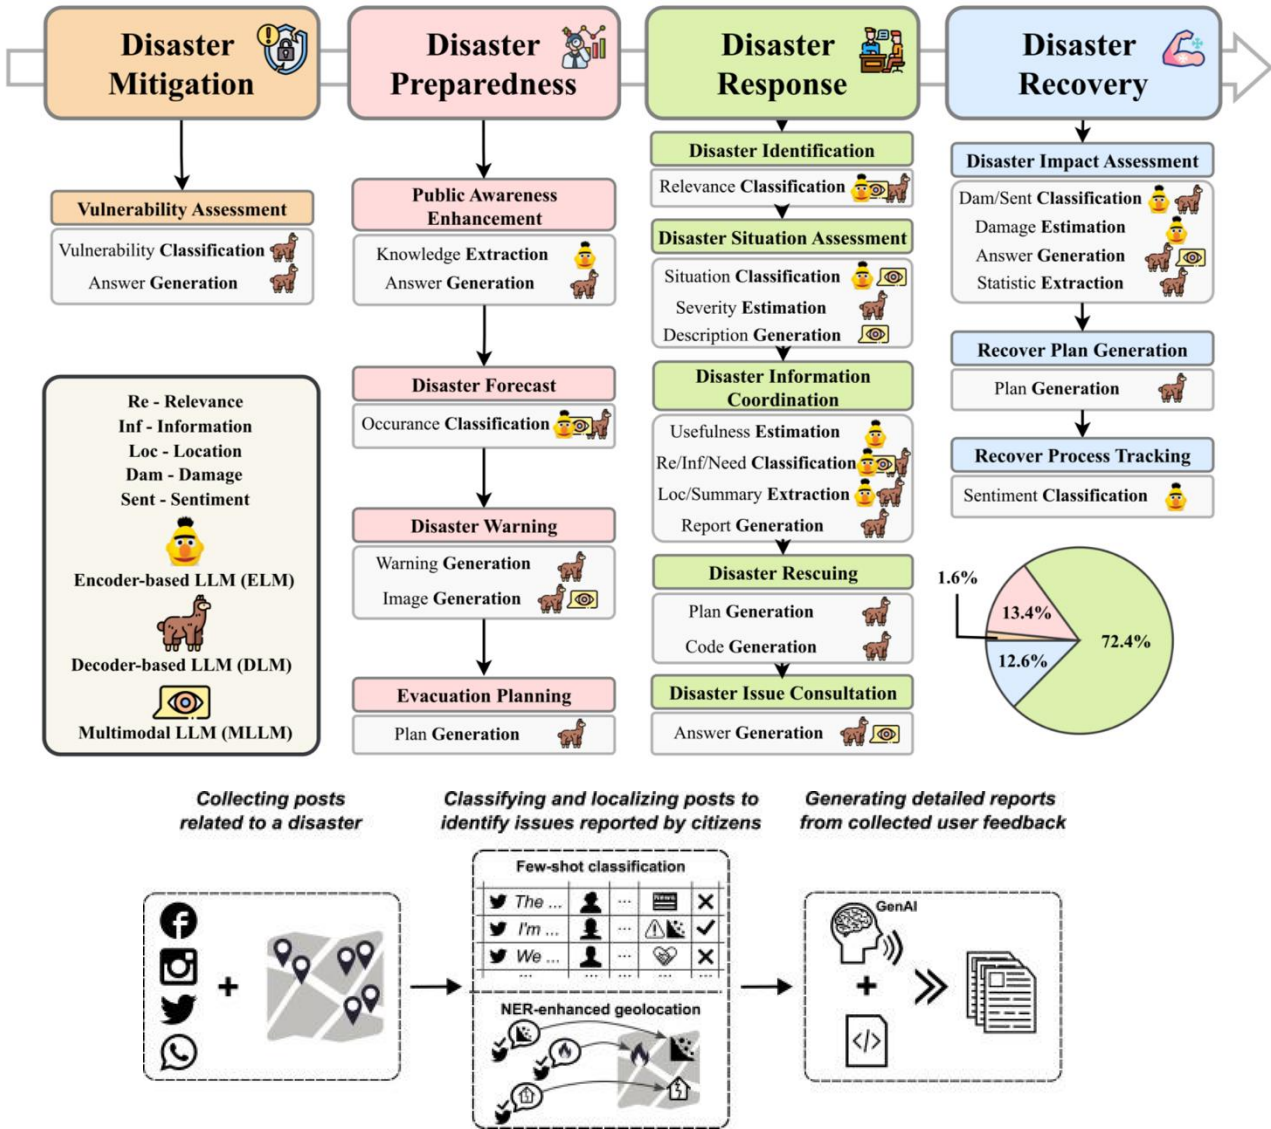 Disaster
Mitigation
Disaster
Preparedness
Disaster
Response
Disaster
Recovery
Vulnerability Assessment
Vulnerability Classification
Answer Generation
Re - Relevance
Inf - Information
Loc - Location
Dam - Damage
Sent - Sentiment
Encoder-based LLM (ELM)
Decoder-based LLM (DLM)
Multimodal LLM (MLLM)
Public Awareness
Enhancement
Knowledge Extraction
Answer Generation
Disaster Forecast
Occurance Classification
Disaster Warning
Warning Generation
Image Generation
Evacuation Planning
Plan Generation
Disaster Identification
Relevance Classification
Disaster Situation Assessment
Situation Classification
Severity Estimation
Description Generation
Disaster Information
Coordination
Usefulness Estimation
Re/Inf/Need Classification
Loc/Summary Extraction
Report Generation
Disaster Rescuing
Plan Generation
Code Generation
Disaster Issue Consultation
Answer Generation
Disaster Impact Assessment
Dam/Sent Classification
Damage Estimation
Answer Generation
Statistic Extraction
Recover Plan Generation
Plan Generation
Recover Process Tracking
Sentiment Classification
1.6%
13.4%
72.4%
12.6%
Collecting posts
related to a disaster
Classifying and localizing posts to
identify issues reported by citizens
Generating detailed reports
from collected user feedback
Few-shot classification
The ... ... News
I'm ... ...
We ... ...
... ... ... ...
NER-enhanced geolocation
GenAI